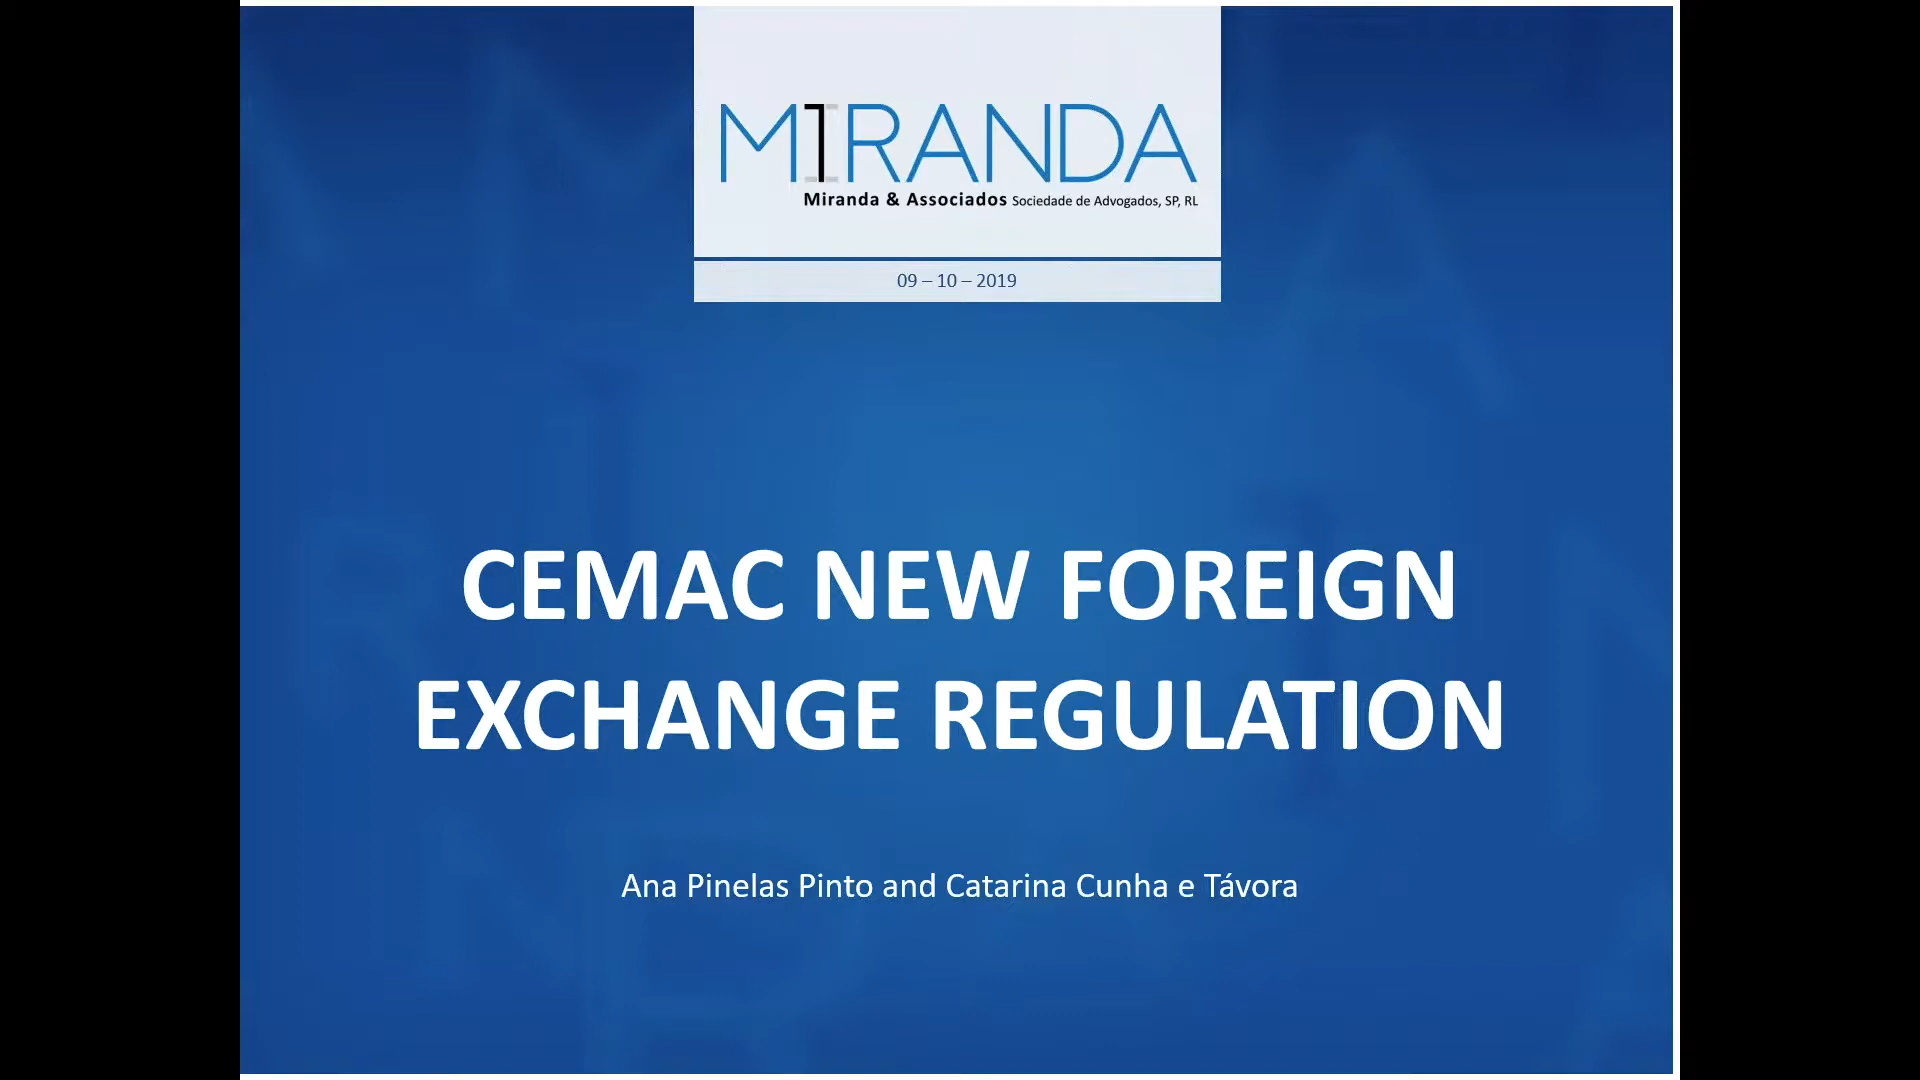 MIRANDA
Miranda & Associados Sociedade de Advogados, SP, RL
09 – 10 – 2019
CEMAC NEW FOREIGN
EXCHANGE REGULATION
Ana Pinelas Pinto and Catarina Cunha e Távora